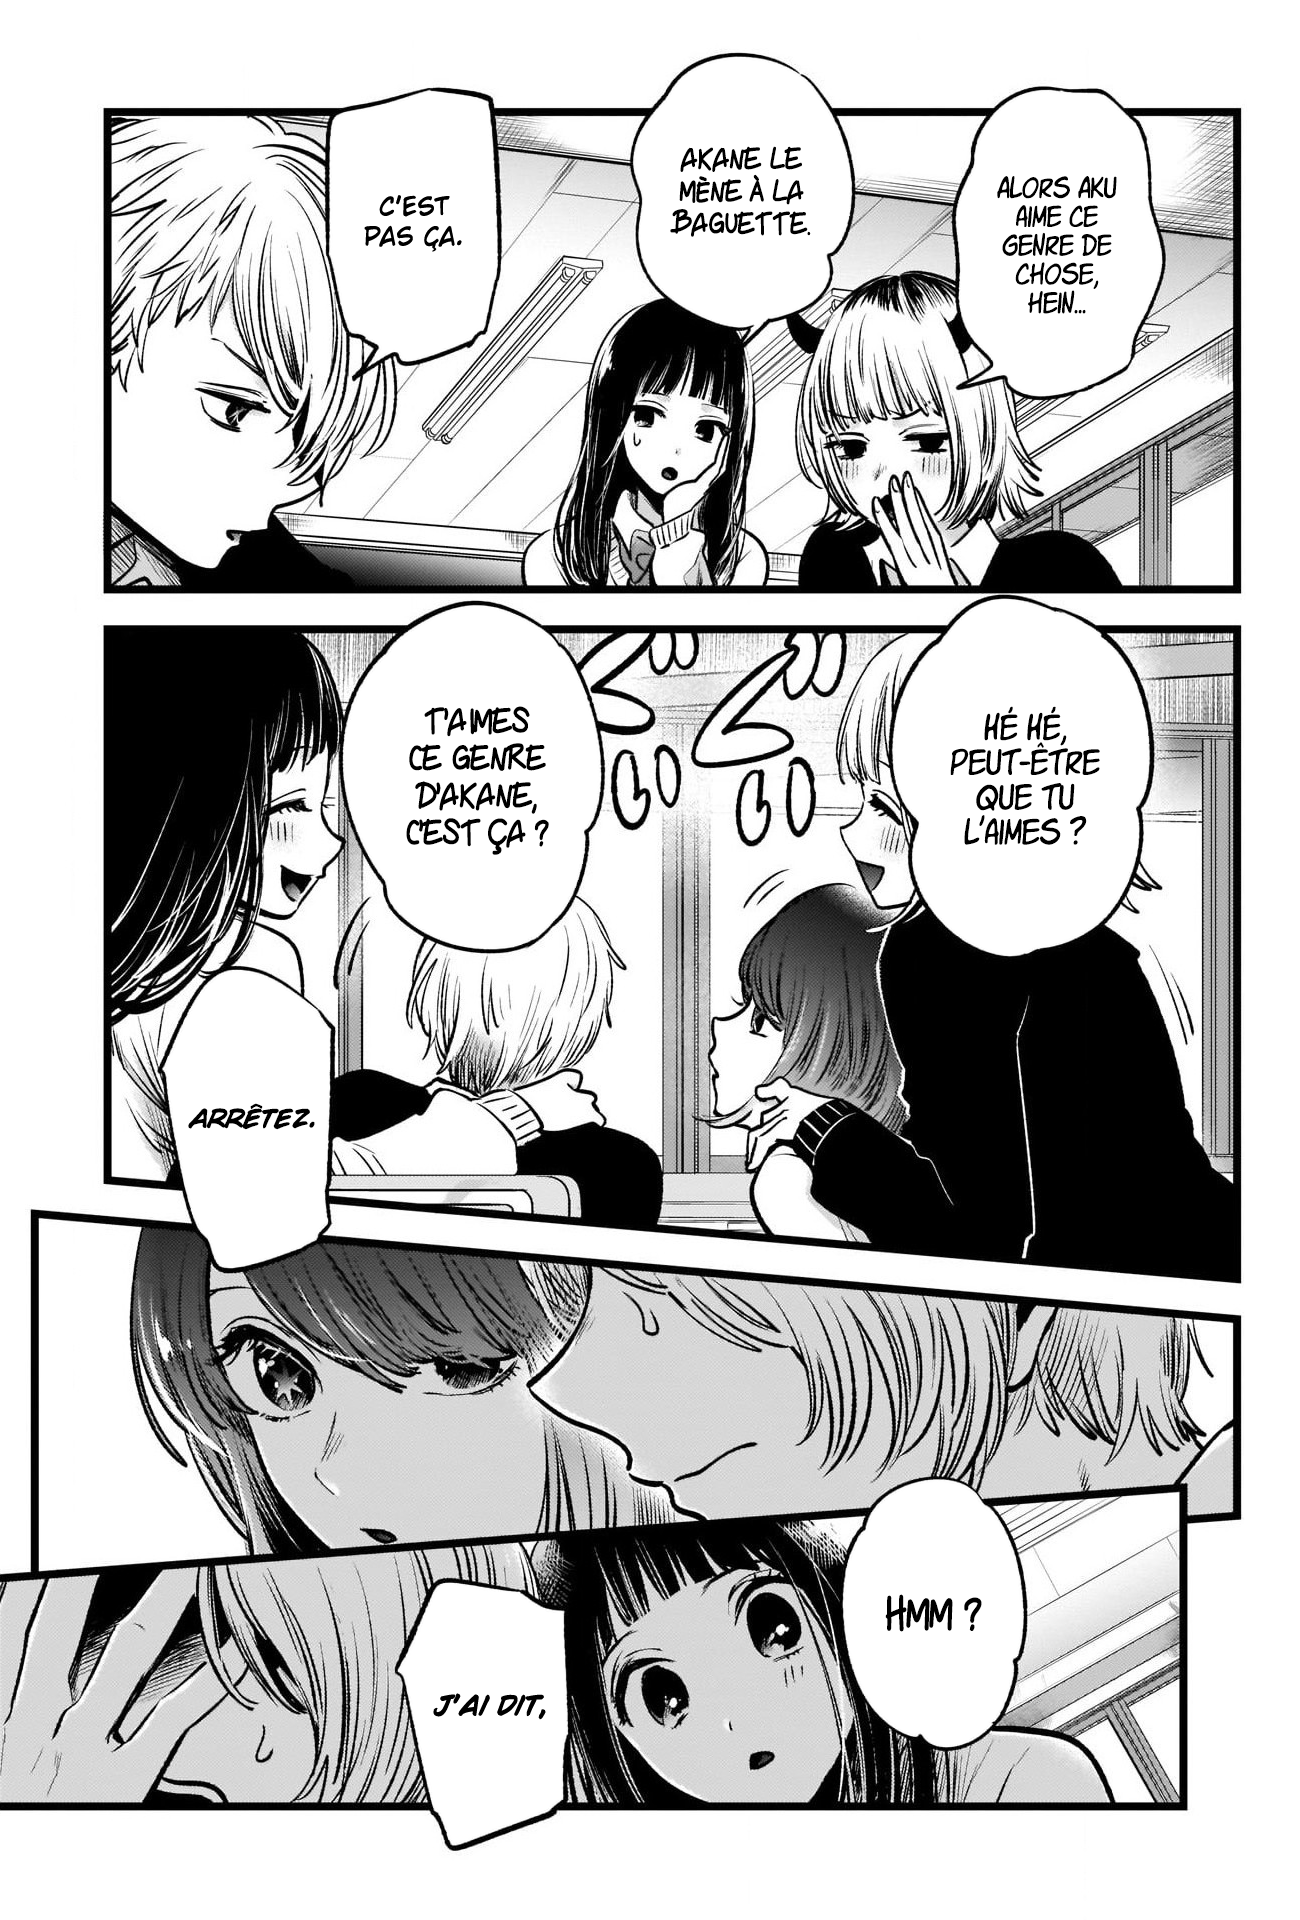 ALORS AKU
AIME CE
GENRE DE
CHOSE,
HEIN...
AKANE LE
MÈNE À LA
BAGUETTE.
C'EST
PAS ÇA.
HÉ HÉ,
PEUT-ÊTRE
QUE TU
L'AIMES ?
T'AIMES
CE GENRE
D'AKANE,
C'EST ÇA ?
ARRÊTEZ.
HMM ?
J'AI DIT,